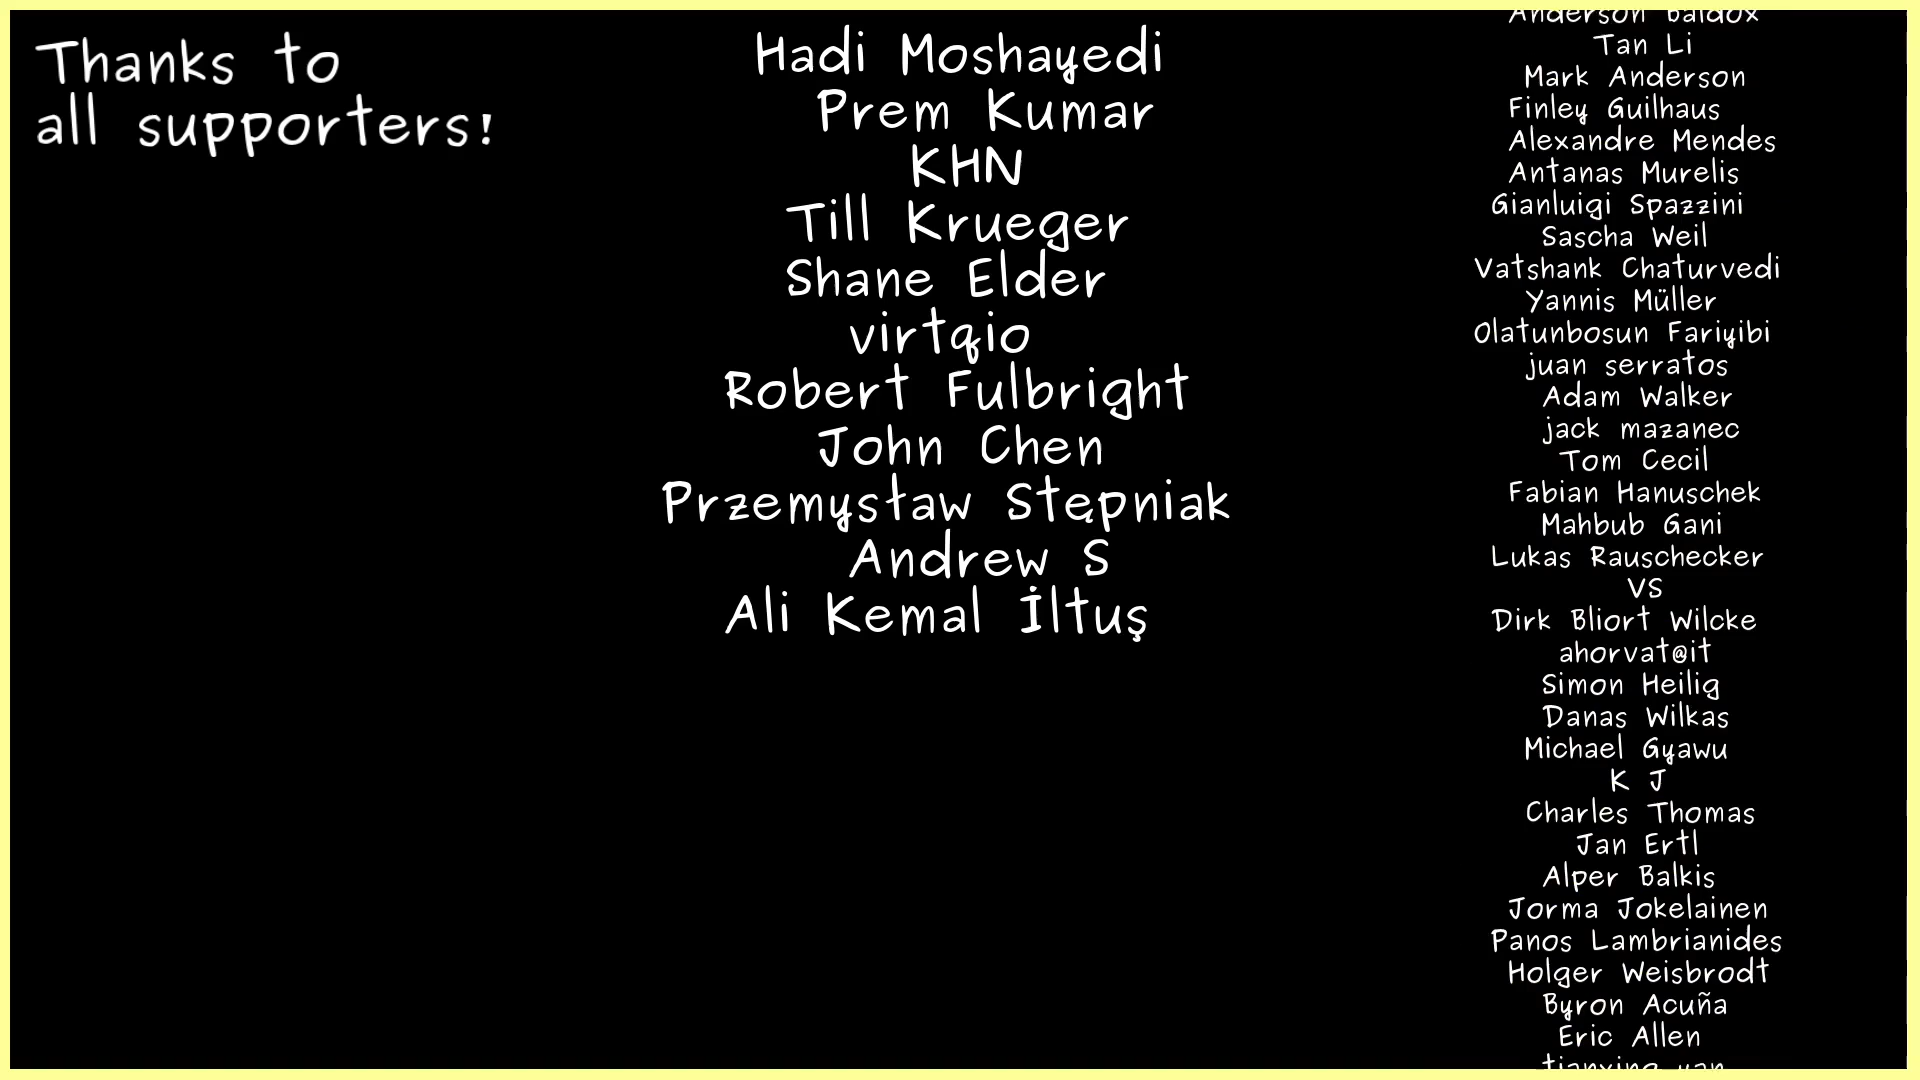 Thanks to
all supporters!
Hadi Moshayedi
Prem Kumar
KHN
Till Krueger
Shane Elder
virtqio
Robert Fulbright
John Chen
Przemysław Stępniak
Andrew S
Ali Kemal İltuş
Anderson
Tan Li
Mark Anderson
Finley Guilhaus
Alexandre Mendes
Antanas Murelis
Gianluigi Spazzini
Sascha Weil
Vatshank Chaturvedi
Yannis Müller
Olatunbosun Fariyibi
juan serratos
Adam Walker
jack mazanec
Tom Cecil
Fabian Hanuschek
Mahbub Gani
Lukas Rauschecker
VS
Dirk Bliort Wilcke
ahorvat@it
Simon Heilig
Danas Wilkas
Michael Gyawu
K J
Charles Thomas
Jan Ertl
Alper Balkis
Jorma Jokelainen
Panos Lambrianides
Holger Weisbrodt
Byron Acuña
Eric Allen